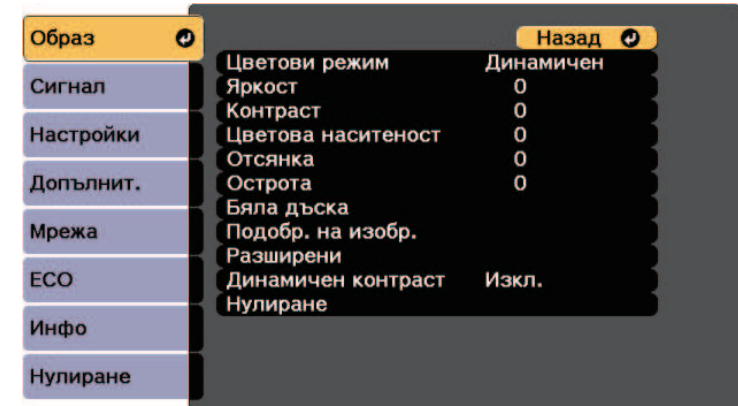 Образ
Сигнал
Настройки
Допълнит.
Мрежа
ECO
Инфо
Нулиране
Назад
Цветови режим Динамичен
Яркост 0
Контраст 0
Цветова наситеност 0
Отсянка 0
Острота 0
Бяла дъска
Подобр. на изобр.
Разширени
Динамичен контраст Изкл.
Нулиране